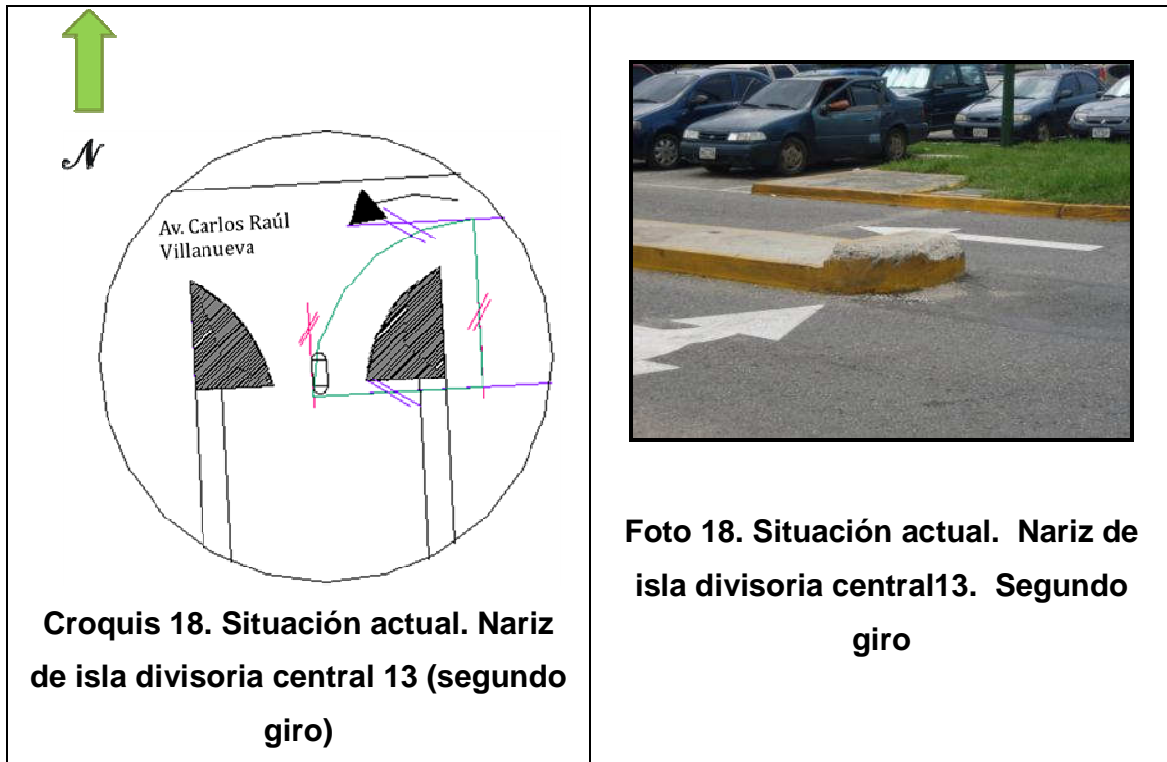 N
Av. Carlos Raúl
Villanueva
Croquis 18. Situación actual. Nariz
de isla divisoria central 13 (segundo
giro)
Foto 18. Situación actual. Nariz de
isla divisoria central13. Segundo
giro